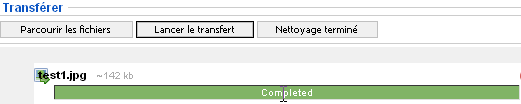 Transférer
Parcourir les fichiers Lancer le transfert Nettoyage terminé
test1.jpg ~142 kb
Completed